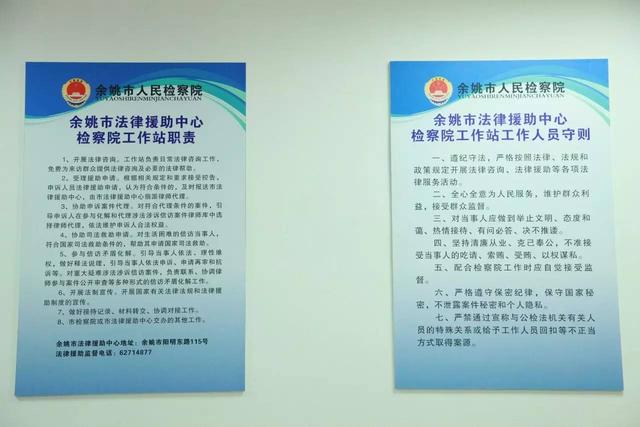 余姚市人民检察院
YUYAOSHIRENMINJIANCHAYUAN
余姚市法律援助中心
检察院工作站职责
1、开展法律咨询。工作站负责日常法律咨询工作,
免费为来访群众提供法律咨询及必要的法律帮助。
2、受理援助申请。根据相关规定和要求接受控告、
申诉人员法律援助申请,认为符合条件的,及时报送市法
律援助中心,由市法律援助中心指派律师代理。
3、协助申诉案件代理。对符合代理条件的案件,引
导申诉人在参与化解和代理涉法涉诉信访案件律师库中选
择律师代理,依法维护申诉人合法权益。
4、协助司法救助申请。对生活困难的信访当事人,
符合国家司法救助条件的,帮助其申请国家司法救助。
5、参与信访矛盾化解。引导当事人依法、理性维
权,做好释法说理,引导当事人依法申诉、申请再审和抗
诉等。对重大疑难涉法涉诉信访案件,负责联系、协调律
师参与案件公开审查等多种形式的信访矛盾化解工作。
6、开展法制宣传。开展国家有关法律法规和法律援
助制度的宣传。
7、做好接待记录、材料转交、协调对接工作。
8、市检察院或市法律援助中心交办的其他工作。
余姚市法律援助中心地址:余姚市阳明东路115号
法律援助监督电话:62714877
余姚市人民检察院
YUYAOSHIRENMINJIANCHAYUAN
余姚市法律援助中心
检察院工作站工作人员守则
一、遵纪守法,严格按照法律、法规和
政策规定开展法律咨询、法律援助等各项法
律服务活动。
二、全心全意为人民服务,维护群众利
益,接受群众监督。
三、对当事人应做到举止文明、态度和
蔼、热情接待、有问必答、决不推诿。
四、坚持清廉从业、克己奉公,不准接
受当事人的吃请、索贿、受贿、以权谋私。
五、配合检察院工作时应自觉接受监
督。
六、严格遵守保密纪律,保守国家秘
密,不泄露案件秘密和个人隐私。
七、严禁通过宣称与公检法机关有关人
员的特殊关系或给予工作人员回扣等不正当
方式取得案源。